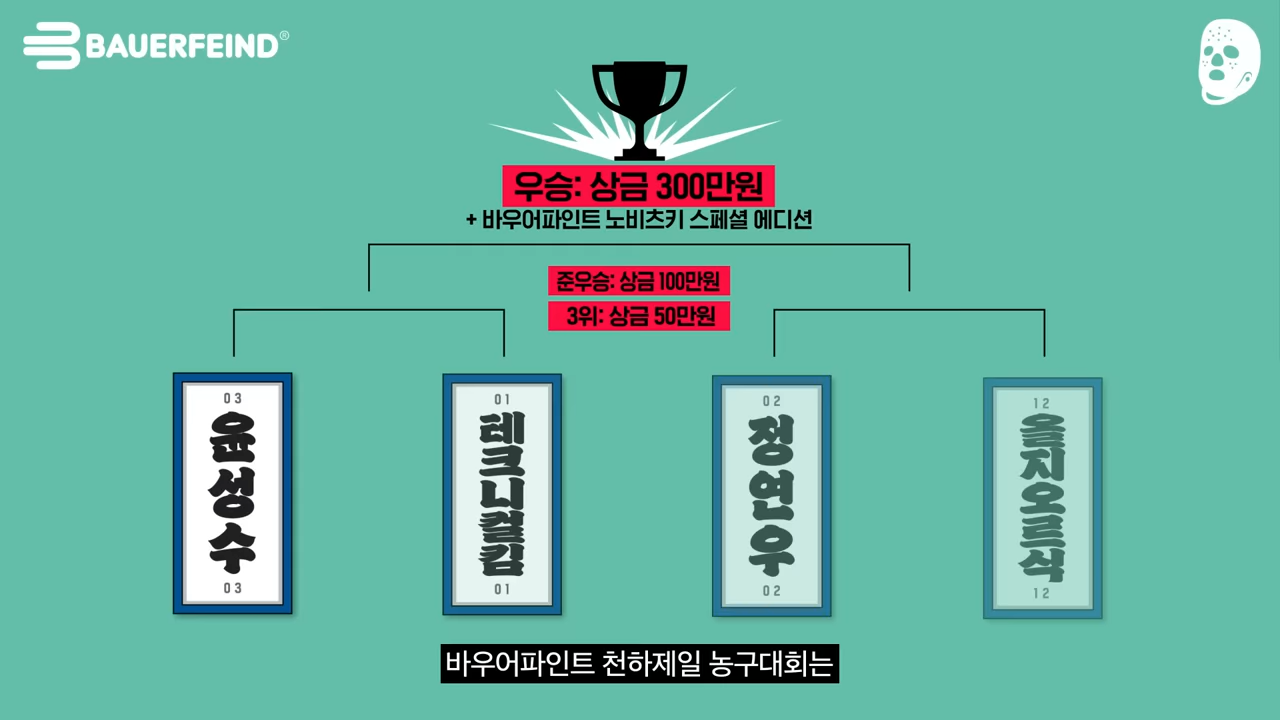 BAUERFEIND®
우승: 상금 300만원
+ 바우어파인트 노비츠키 스페셜 에디션
준우승: 상금 100만원
3위: 상금 50만원
03
윤성수
03
01
테크니컬킴
01
02
정연우
02
12
을지오르식
12
바우어파인트 천하제일 농구대회는